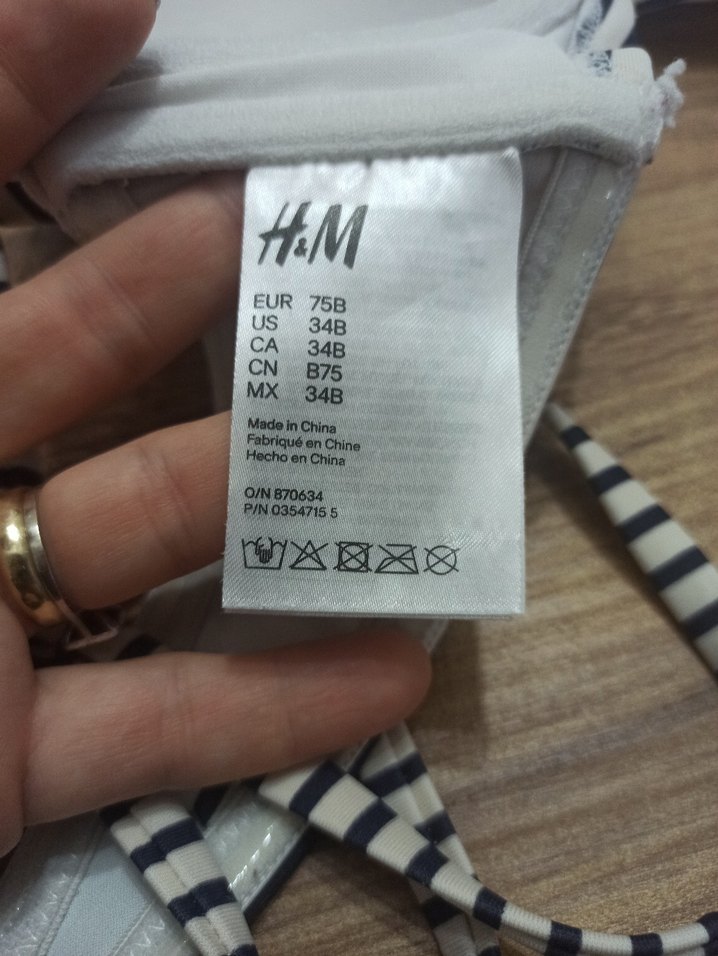 H&M
EUR 75B
US 34B
CA 34B
CN B75
MX 34B
Made in China
Fabriqué en Chine
Hecho en China
O/N 870634
P/N 0354715 5